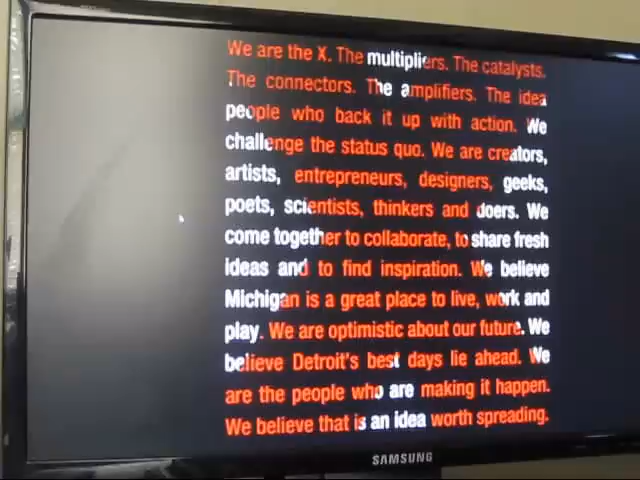 We are the X. The multipliers. The catalysts.
The connectors. The amplifiers. The idea
people who back it up with action. We
challenge the status quo. We are creators,
artists, entrepreneurs, designers, geeks,
poets, scientists, thinkers and doers. We
come together to collaborate, to share fresh
ideas and to find inspiration. We believe
Michigan is a great place to live, work and
play. We are optimistic about our future. We
believe Detroit's best days lie ahead. We
are the people who are making it happen.
We believe that is an idea worth spreading.
SAMSUNG